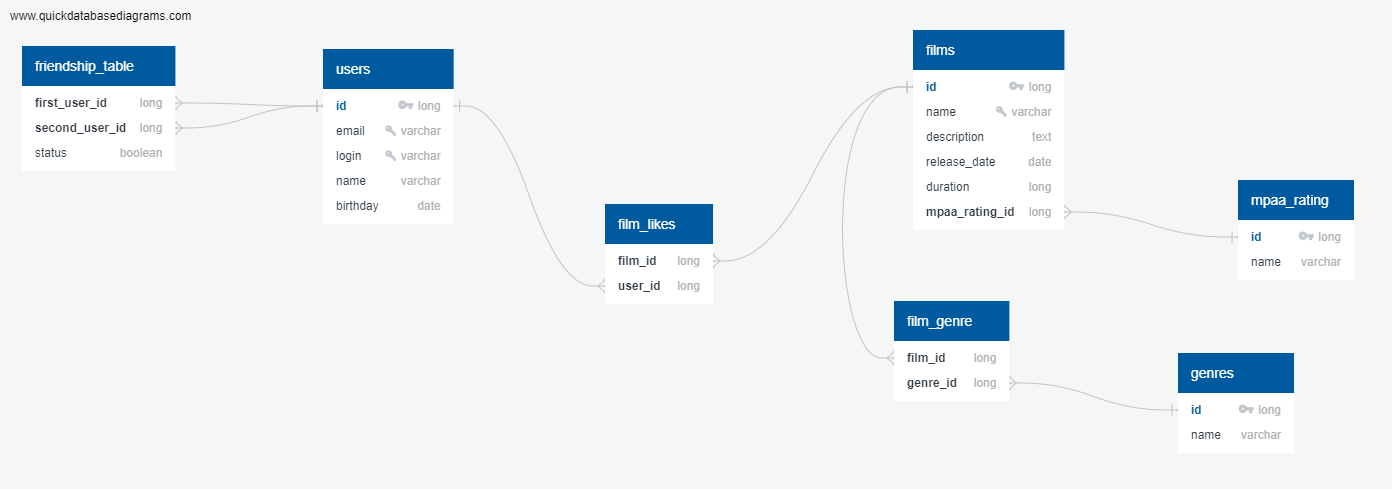 www.quickdatabasediagrams.com
friendship_table
first_user_id long
second_user_id long
status boolean
users
id long
email varchar
login varchar
name varchar
birthday date
film_likes
film_id long
user_id long
films
id long
name varchar
description text
release_date date
duration long
mpaa_rating_id long
film_genre
film_id long
genre_id long
mpaa_rating
id long
name varchar
genres
id long
name varchar